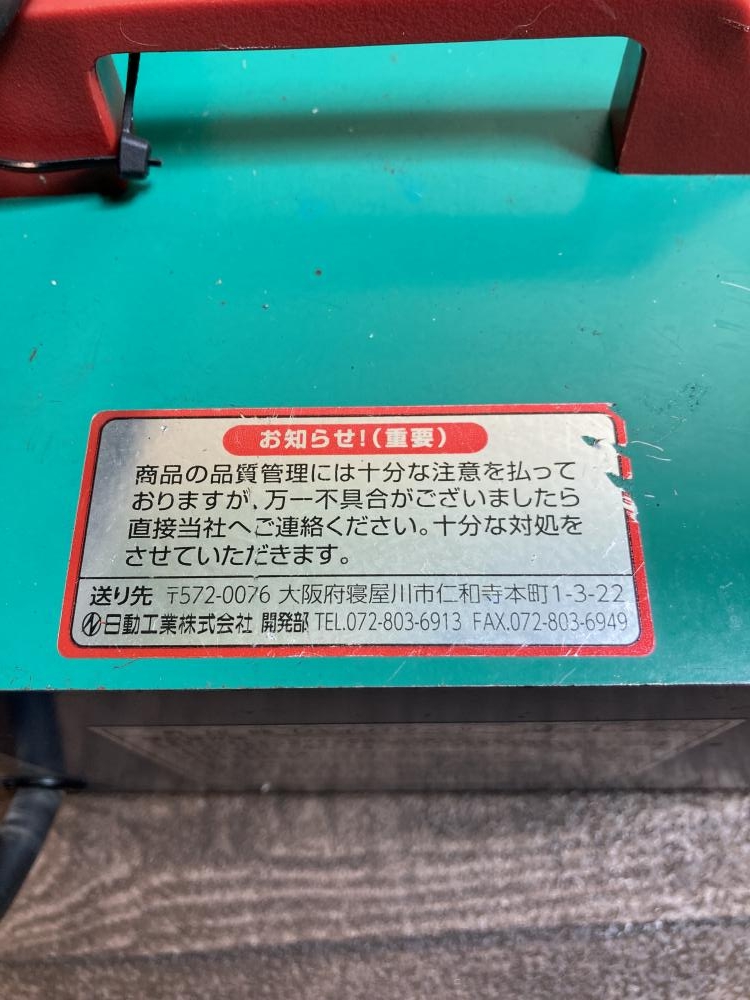 お知らせ!(重要)
商品の品質管理には十分な注意を払って
おりますが、万一不具合がございましたら
直接当社へご連絡ください。十分な対処を
させていただきます。
送り先 〒572-0076 大阪府寝屋川市仁和寺本町1-3-22
日動工業株式会社 開発部 TEL.072-803-6913 FAX.072-803-6949